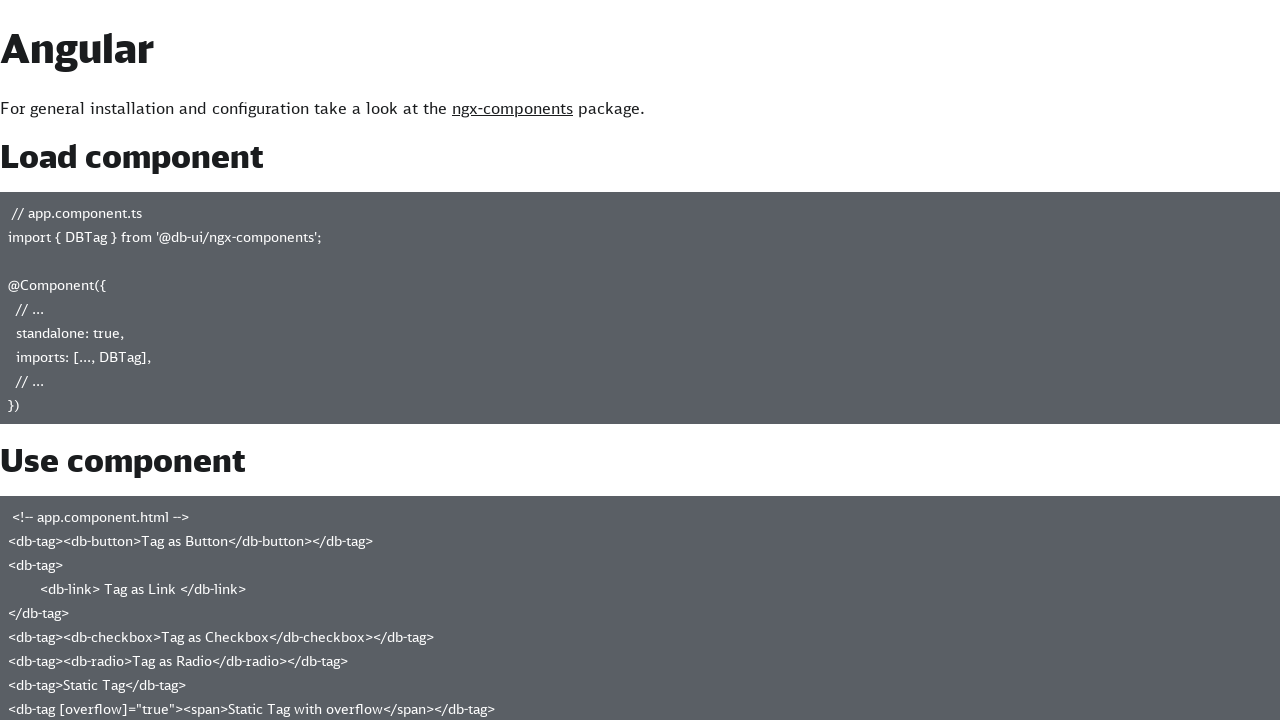 Angular
For general installation and configuration take a look at the ngx-components package.
Load component
// app.component.ts
import { DBTag } from '@db-ui/ngx-components';
@Component({
  // ...
  standalone: true,
  imports: [..., DBTag],
  // ...
})
Use component
<!-- app.component.html -->
<db-tag><db-button>Tag as Button</db-button></db-tag>
<db-tag>
        <db-link> Tag as Link </db-link>
</db-tag>
<db-tag><db-checkbox>Tag as Checkbox</db-checkbox></db-tag>
<db-tag><db-radio>Tag as Radio</db-radio></db-tag>
<db-tag>Static Tag</db-tag>
<db-tag [overflow]="true"><span>Static Tag with overflow</span></db-tag>